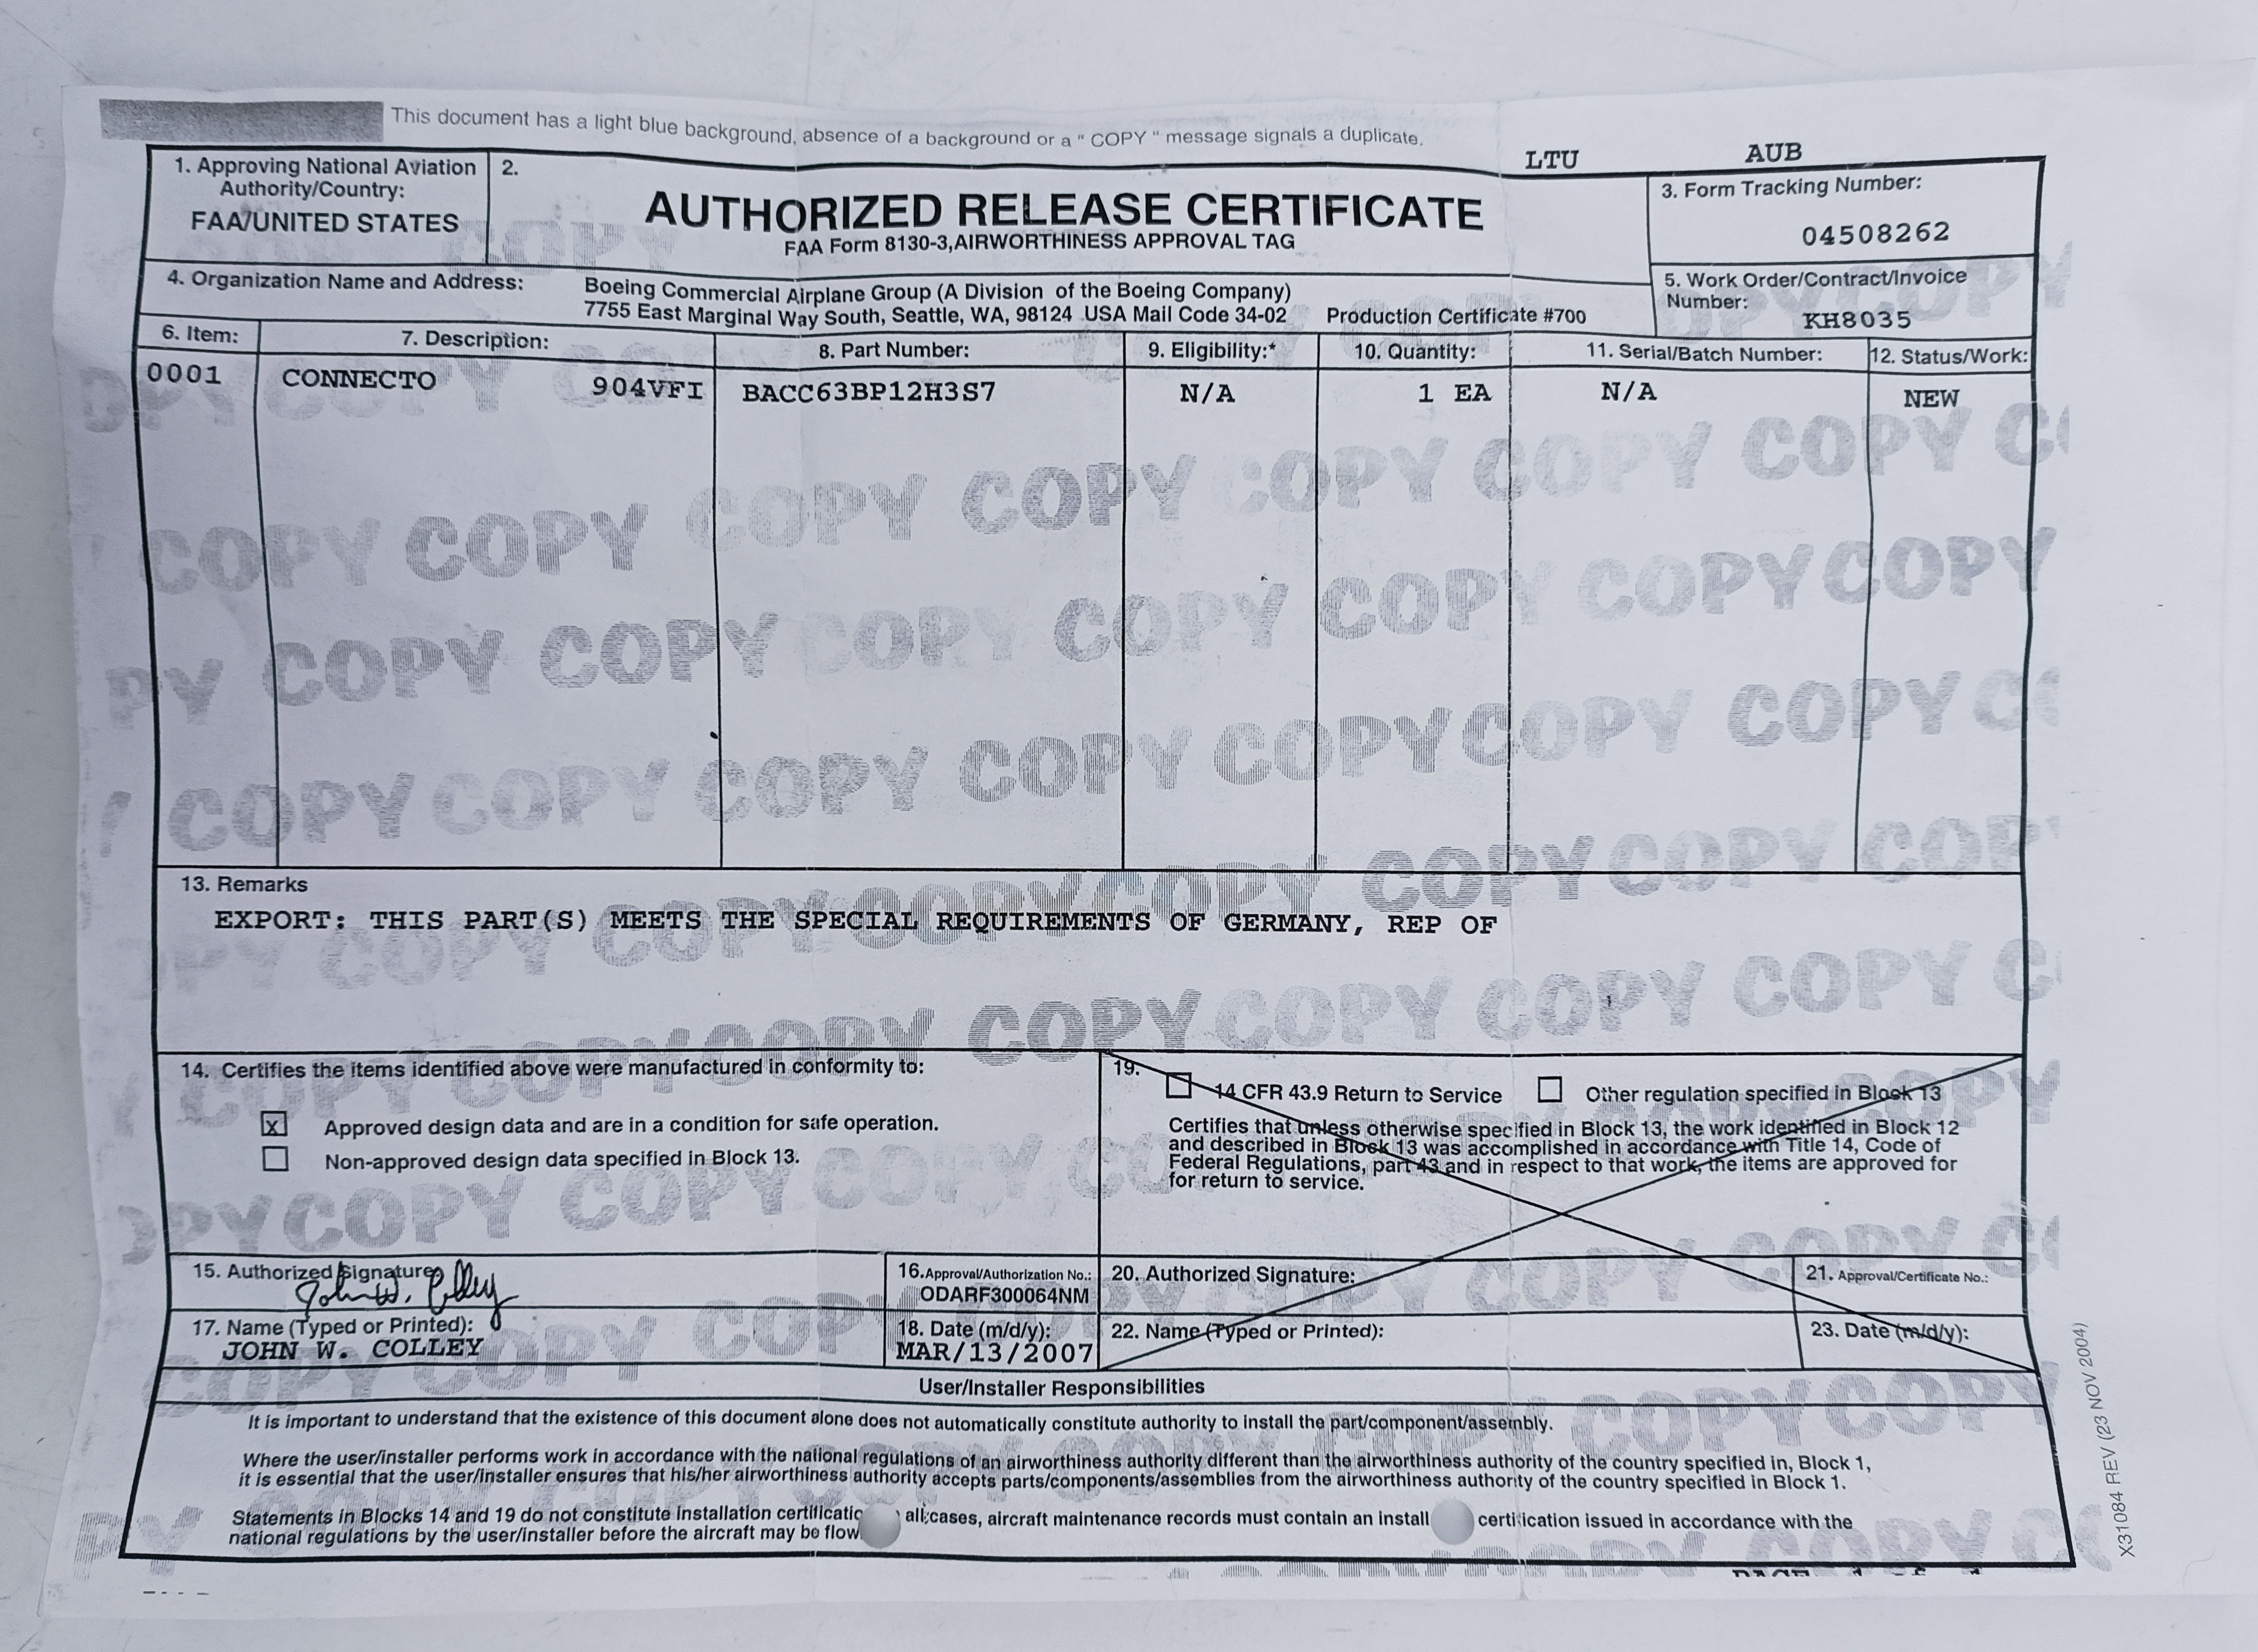 This document has a light blue background, absence of a background or a " COPY " message signals a duplicate.
LTU AUB
1. Approving National Aviation Authority/Country:
FAA/UNITED STATES
2.
AUTHORIZED RELEASE CERTIFICATE
FAA Form 8130-3,AIRWORTHINESS APPROVAL TAG
3. Form Tracking Number:
04508262
4. Organization Name and Address:
Boeing Commercial Airplane Group (A Division of the Boeing Company)
7755 East Marginal Way South, Seattle, WA, 98124 USA Mail Code 34-02 Production Certificate #700
5. Work Order/Contract/Invoice
Number:
KH8035
6. Item: 7. Description: 8. Part Number: 9. Eligibility:* 10. Quantity: 11. Serial/Batch Number: 12. Status/Work:
0001 CONNECTO 904VFI BACC63BP12H3S7 N/A 1 EA N/A NEW
13. Remarks
EXPORT: THIS PART(S) MEETS THE SPECIAL REQUIREMENTS OF GERMANY, REP OF
14. Certifies the items identified above were manufactured in conformity to:
x Approved design data and are in a condition for safe operation.
Non-approved design data specified in Block 13.
19.
14 CFR 43.9 Return to Service Other regulation specified in Block 13
Certifies that unless otherwise specified in Block 13, the work identified in Block 12
and described in Block 13 was accomplished in accordance with Title 14, Code of
Federal Regulations, part 43 and in respect to that work, the items are approved for
for return to service.
15. Authorized Signature
John W. Colley
16.Approval/Authorization No.:
ODARF300064NM
17. Name (Typed or Printed):
JOHN W. COLLEY
18. Date (m/d/y):
MAR/13/2007
20. Authorized Signature:
21. Approval/Certificate No.:
22. Name (Typed or Printed):
23. Date (m/d/y):
User/Installer Responsibilities
It is important to understand that the existence of this document alone does not automatically constitute authority to install the part/component/assembly.
Where the user/installer performs work in accordance with the national regulations of an airworthiness authority different than the airworthiness authority of the country specified in, Block 1,
it is essential that the user/installer ensures that his/her airworthiness authority accepts parts/components/assemblies from the airworthiness authority of the country specified in Block 1.
Statements in Blocks 14 and 19 do not constitute installation certificatio all cases, aircraft maintenance records must contain an install certification issued in accordance with the
national regulations by the user/installer before the aircraft may be flow
X31084 REV (23 NOV 2004)
COPY COPY COPY COPY COPY COPY COPY